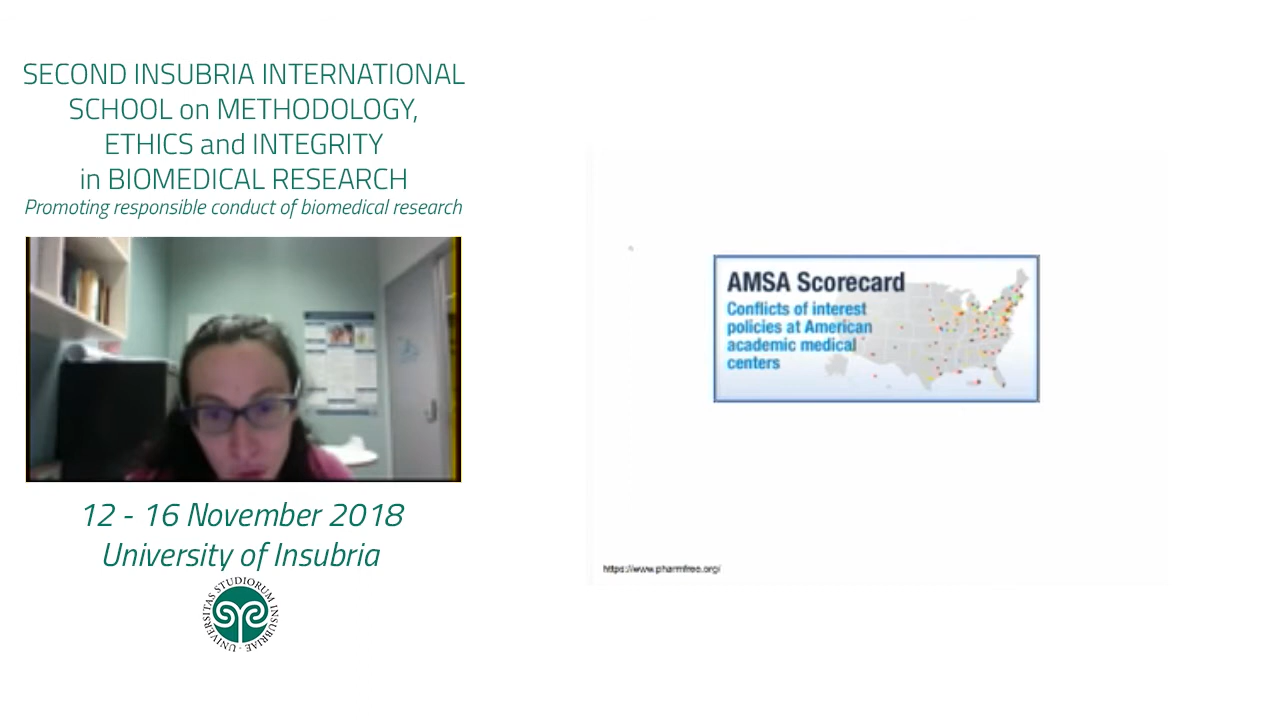 SECOND INSUBRIA INTERNATIONAL
SCHOOL on METHODOLOGY,
ETHICS and INTEGRITY
in BIOMEDICAL RESEARCH
Promoting responsible conduct of biomedical research
12 - 16 November 2018
University of Insubria
UNIVERSITAS STUDIORUM INSUBRIAE
AMSA Scorecard
Conflicts of interest
policies at American
academic medical
centers
https://www.pharmfree.org/